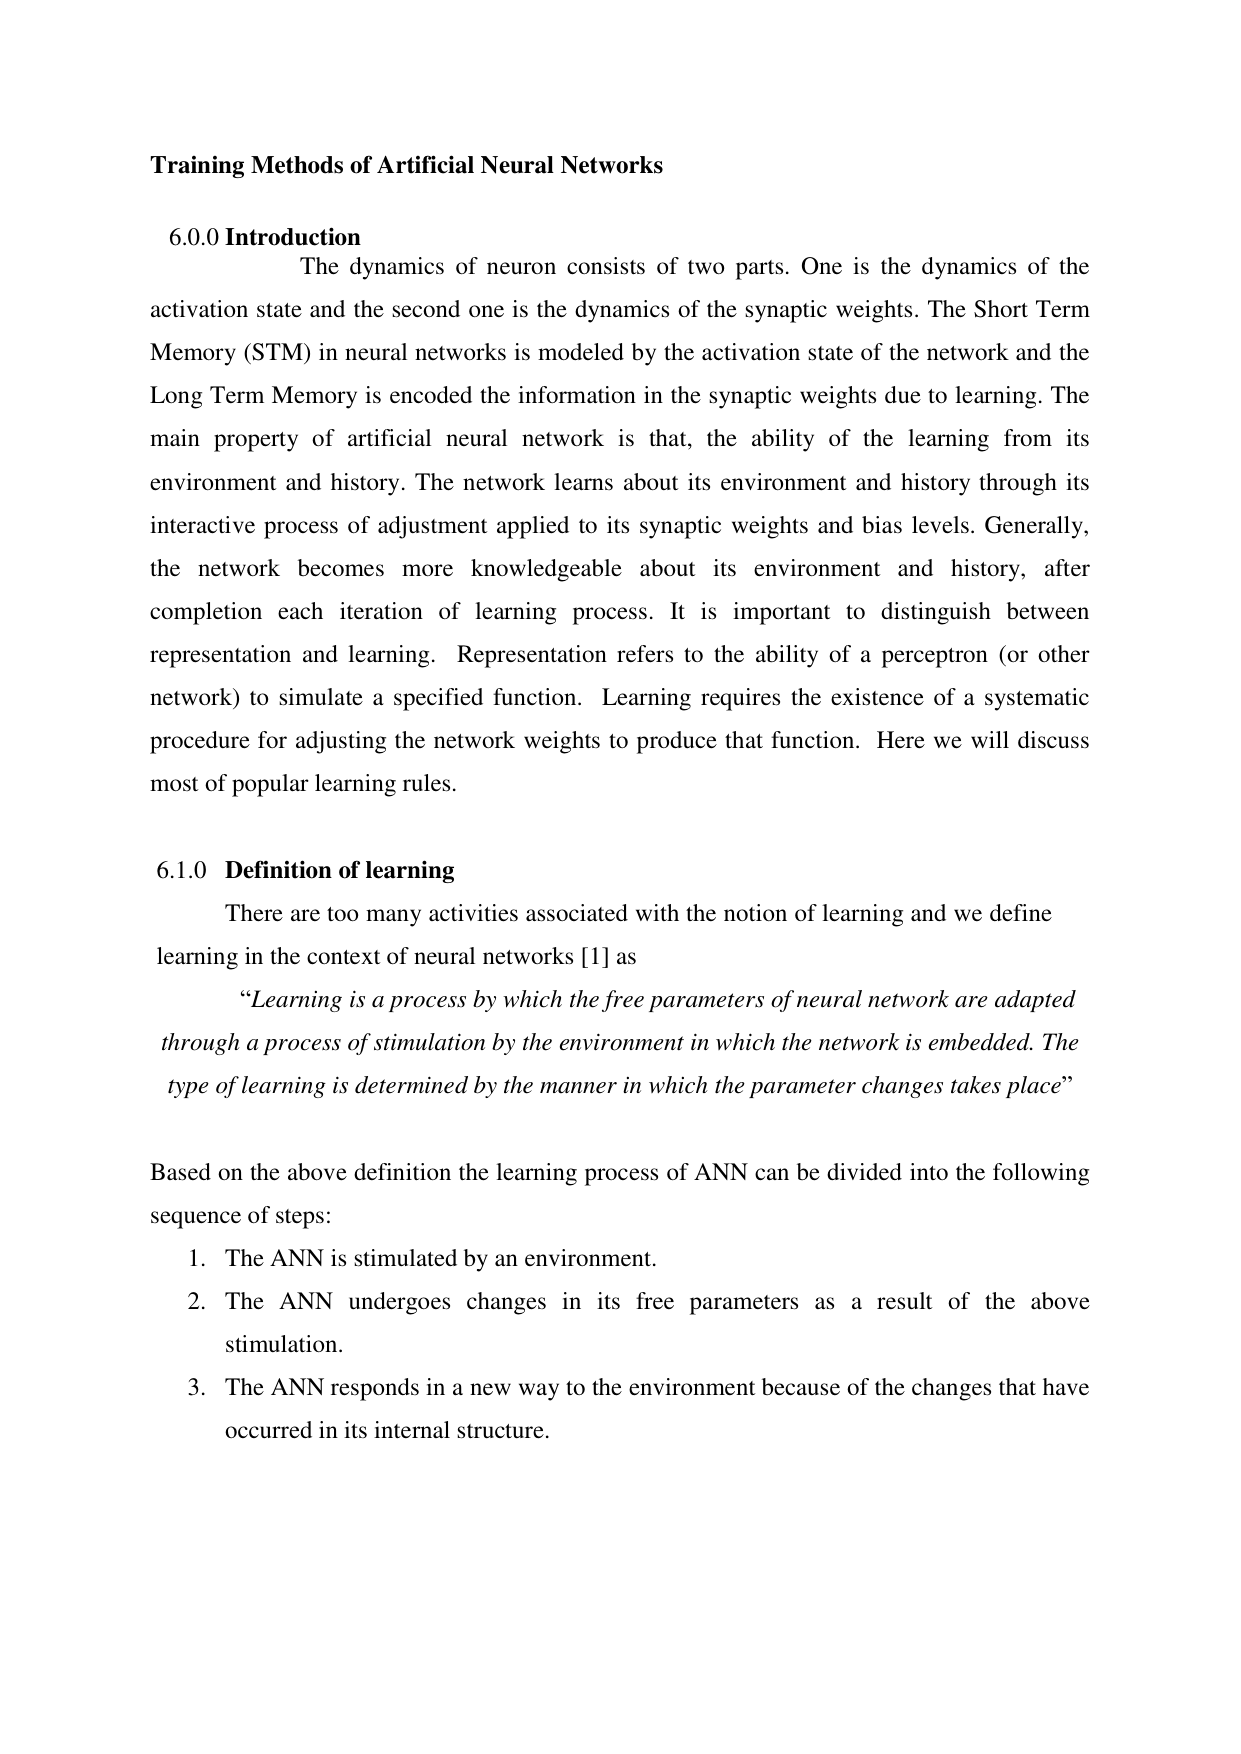 Training Methods of Artificial Neural Networks
6.0.0 Introduction
The dynamics of neuron consists of two parts. One is the dynamics of the
activation state and the second one is the dynamics of the synaptic weights. The Short Term
Memory (STM) in neural networks is modeled by the activation state of the network and the
Long Term Memory is encoded the information in the synaptic weights due to learning. The
main property of artificial neural network is that, the ability of the learning from its
environment and history. The network learns about its environment and history through its
interactive process of adjustment applied to its synaptic weights and bias levels. Generally,
the network becomes more knowledgeable about its environment and history, after
completion each iteration of learning process. It is important to distinguish between
representation and learning. Representation refers to the ability of a perceptron (or other
network) to simulate a specified function. Learning requires the existence of a systematic
procedure for adjusting the network weights to produce that function. Here we will discuss
most of popular learning rules.
6.1.0 Definition of learning
There are too many activities associated with the notion of learning and we define
learning in the context of neural networks [1] as
“Learning is a process by which the free parameters of neural network are adapted
through a process of stimulation by the environment in which the network is embedded. The
type of learning is determined by the manner in which the parameter changes takes place”
Based on the above definition the learning process of ANN can be divided into the following
sequence of steps:
1. The ANN is stimulated by an environment.
2. The ANN undergoes changes in its free parameters as a result of the above
stimulation.
3. The ANN responds in a new way to the environment because of the changes that have
occurred in its internal structure.